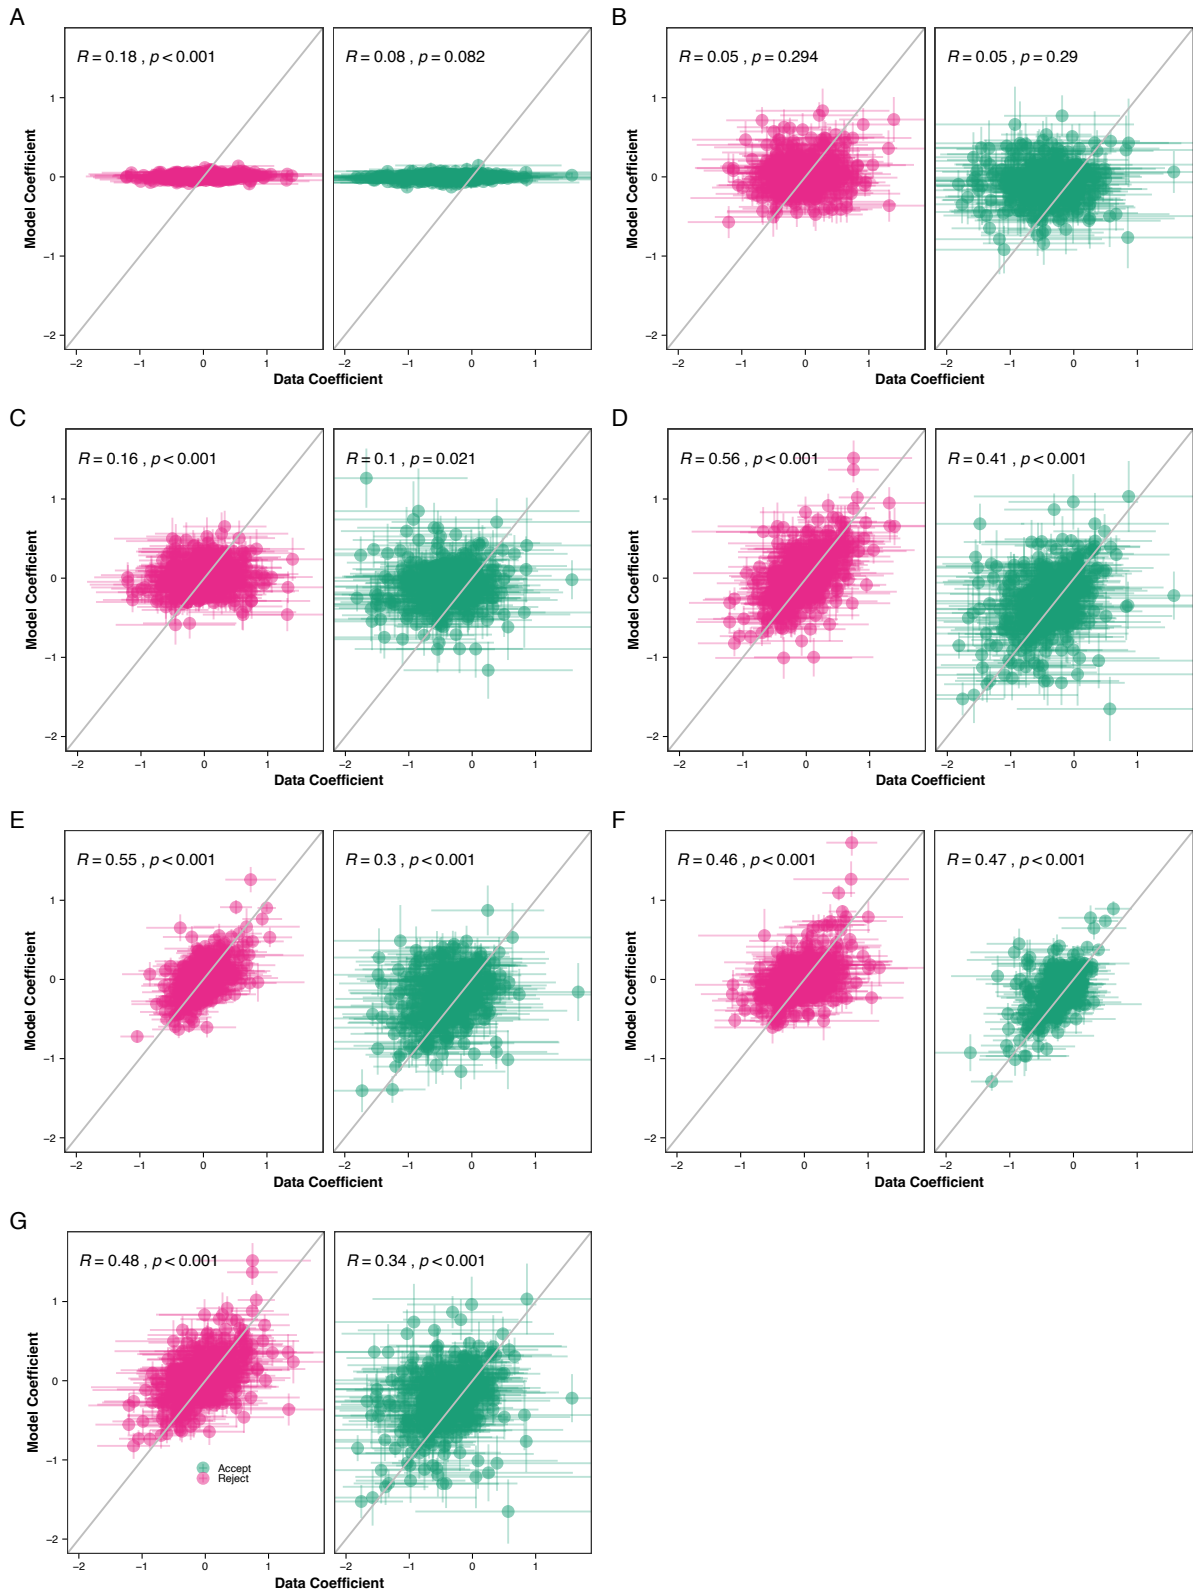 A
B
R = 0.18 , p < 0.001
R = 0.08 , p = 0.082
R = 0.05 , p = 0.294
R = 0.05 , p = 0.29
Model Coefficient
Model Coefficient
1
0
−1
−2
1
0
−1
−2
−2 −1 0 1
−2 −1 0 1
−2 −1 0 1
−2 −1 0 1
Data Coefficient
Data Coefficient
C
D
R = 0.16 , p < 0.001
R = 0.1 , p = 0.021
R = 0.56 , p < 0.001
R = 0.41 , p < 0.001
Model Coefficient
Model Coefficient
1
0
−1
−2
1
0
−1
−2
−2 −1 0 1
−2 −1 0 1
−2 −1 0 1
−2 −1 0 1
Data Coefficient
Data Coefficient
E
F
R = 0.55 , p < 0.001
R = 0.3 , p < 0.001
R = 0.46 , p < 0.001
R = 0.47 , p < 0.001
Model Coefficient
Model Coefficient
1
0
−1
−2
1
0
−1
−2
−2 −1 0 1
−2 −1 0 1
−2 −1 0 1
−2 −1 0 1
Data Coefficient
Data Coefficient
G
R = 0.48 , p < 0.001
R = 0.34 , p < 0.001
Model Coefficient
1
0
−1
−2
Accept
Reject
−2 −1 0 1
−2 −1 0 1
Data Coefficient